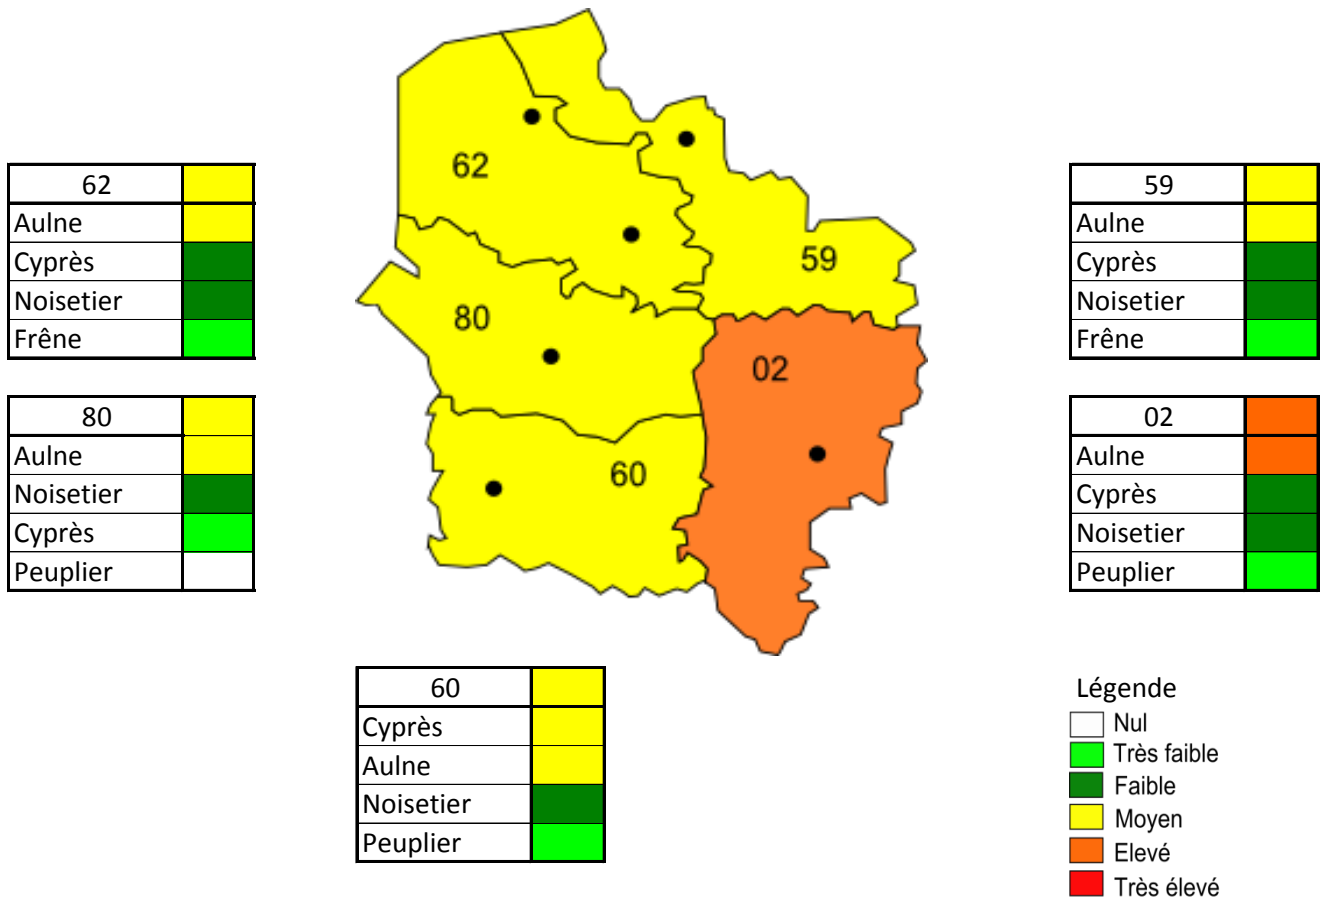 62
Aulne
Cyprès
Noisetier
Frêne
80
Aulne
Noisetier
Cyprès
Peuplier
62
59
80
02
60
59
Aulne
Cyprès
Noisetier
Frêne
02
Aulne
Cyprès
Noisetier
Peuplier
60
Cyprès
Aulne
Noisetier
Peuplier
Légende
Nul
Très faible
Faible
Moyen
Elevé
Très élevé